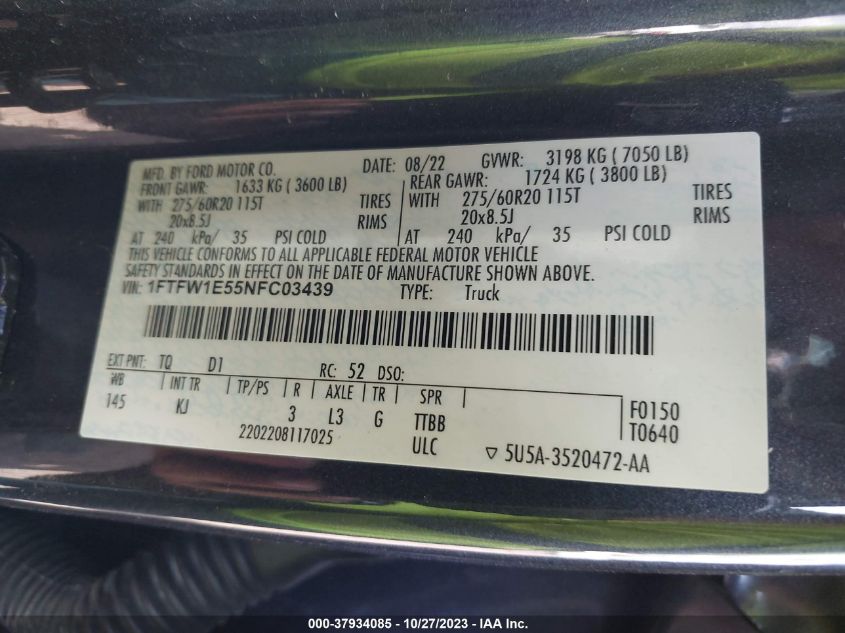 MFD. BY FORD MOTOR CO. DATE: 08/22 GVWR: 3198 KG ( 7050 LB)
FRONT GAWR: 1633 KG ( 3600 LB) REAR GAWR: 1724 KG ( 3800 LB)
WITH 275/60R20 115T TIRES WITH 275/60R20 115T TIRES
20x8.5J RIMS 20x8.5J RIMS
AT 240 kPa/ 35 PSI COLD AT 240 kPa/ 35 PSI COLD
THIS VEHICLE CONFORMS TO ALL APPLICABLE FEDERAL MOTOR VEHICLE
SAFETY STANDARDS IN EFFECT ON THE DATE OF MANUFACTURE SHOWN ABOVE.
VIN: 1FTFW1E55NFC03439 TYPE: Truck
EXT PNT: TQ D1 RC: 52 DSO:
WB INT TR TP/PS R AXLE TR SPR
145 KJ 3 L3 G TTBB F0150
2202208117025 ULC T0640
▽ 5U5A-3520472-AA
000-37934085 - 10/27/2023 - IAA Inc.